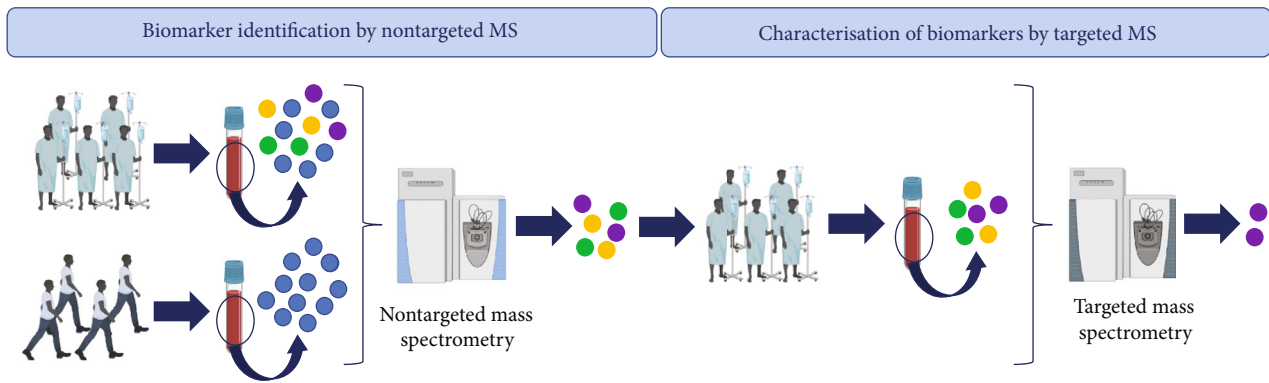 Biomarker identification by nontargeted MS
Characterisation of biomarkers by targeted MS
Nontargeted mass
spectrometry
Targeted mass
spectrometry